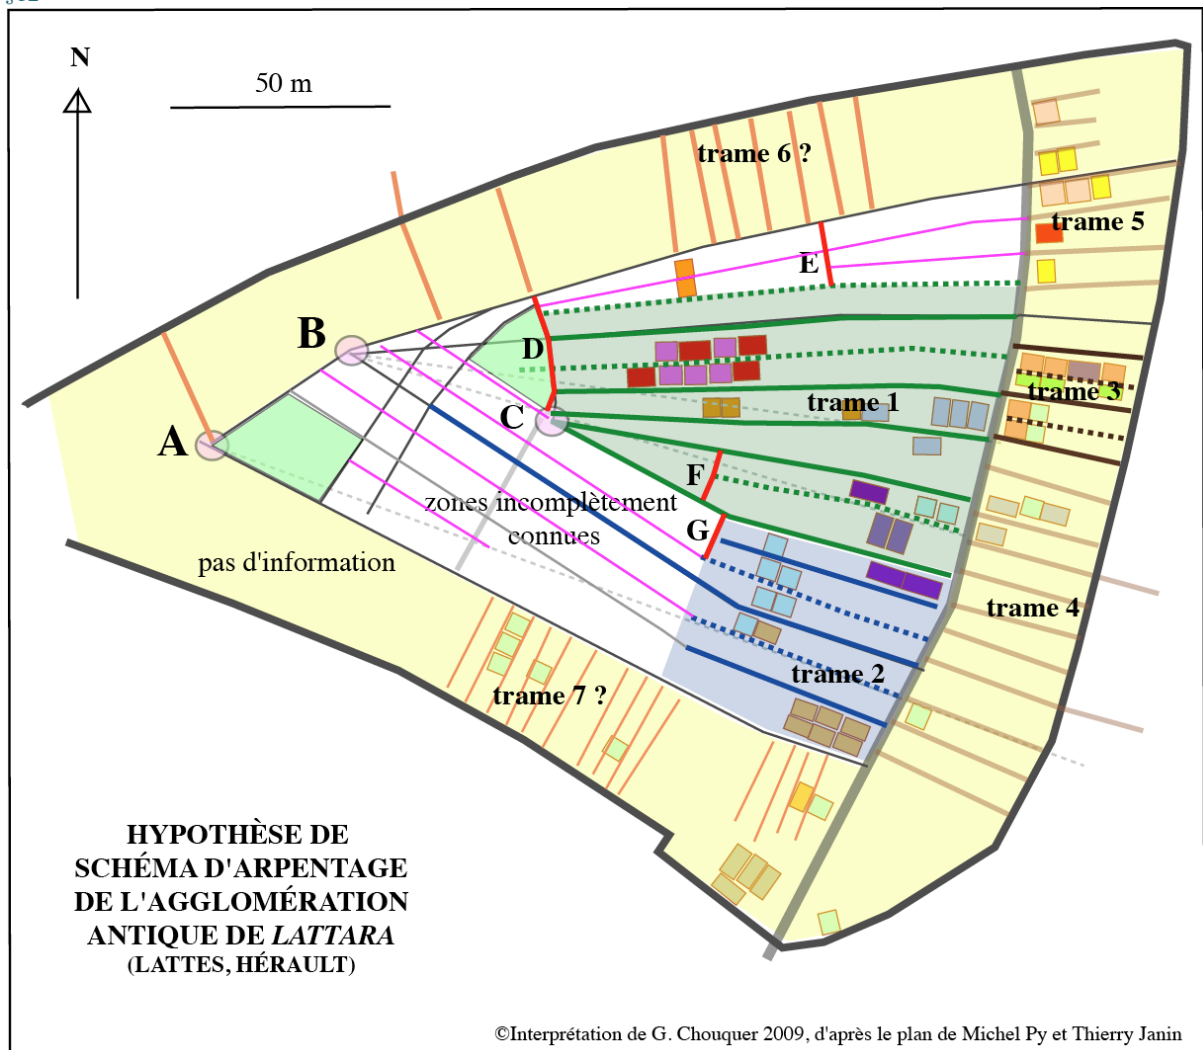 N
50 m
trame 6 ?
trame 5
E
B
D
trame 3
C
trame 1
A
F
zones incomplètement
connues
G
pas d'information
trame 4
trame 2
trame 7 ?
HYPOTHÈSE DE
SCHÉMA D'ARPENTAGE
DE L'AGGLOMÉRATION
ANTIQUE DE LATTARA
(LATTES, HÉRAULT)
©Interprétation de G. Chouquer 2009, d'après le plan de Michel Py et Thierry Janin